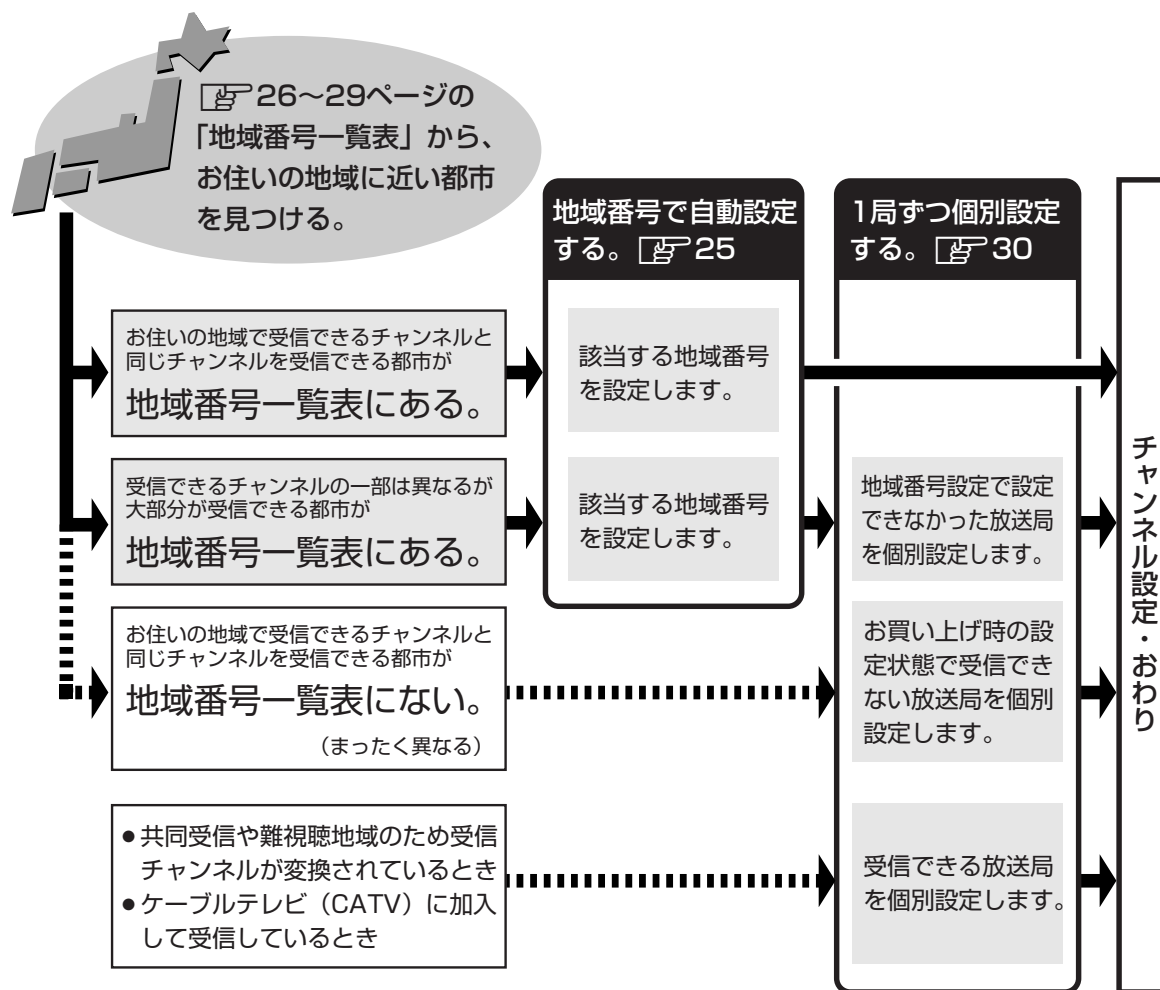 26～29ページの
「地域番号一覧表」から、
お住いの地域に近い都市
を見つける。
地域番号で自動設定
する。 25
1局ずつ個別設定
する。 30
お住いの地域で受信できるチャンネルと
同じチャンネルを受信できる都市が
地域番号一覧表にある。
該当する地域番号
を設定します。
受信できるチャンネルの一部は異なるが
大部分が受信できる都市が
地域番号一覧表にある。
該当する地域番号
を設定します。
地域番号設定で設定
できなかった放送局
を個別設定します。
お住いの地域で受信できるチャンネルと
同じチャンネルを受信できる都市が
地域番号一覧表にない。
（まったく異なる）
お買い上げ時の設
定状態で受信でき
ない放送局を個別
設定します。
●共同受信や難視聴地域のため受信
チャンネルが変換されているとき
●ケーブルテレビ（CATV）に加入
して受信しているとき
受信できる放送局
を個別設定します。
チャンネル設定・おわり